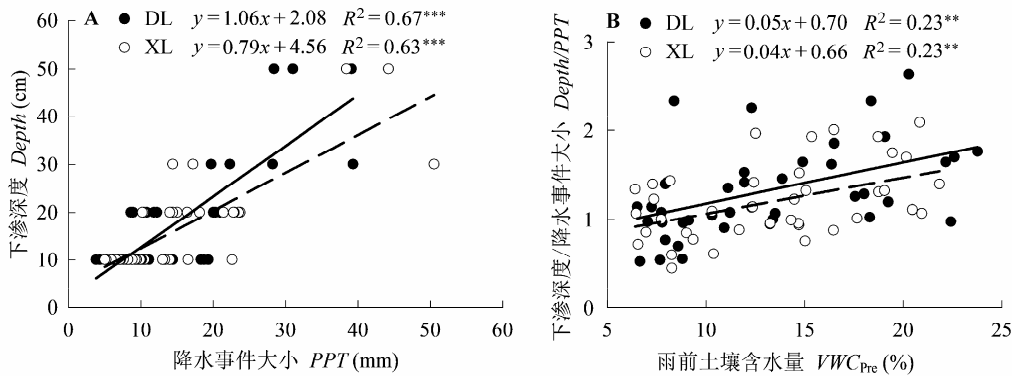 A
DL y=1.06x+2.08 R²=0.67***
XL y=0.79x+4.56 R²=0.63***
下渗深度 Depth (cm)
60
50
40
30
20
10
0
0 10 20 30 40 50 60
降水事件大小 PPT (mm)
B
DL y=0.05x+0.70 R²=0.23**
XL y=0.04x+0.66 R²=0.23**
下渗深度/降水事件大小 Depth/PPT
3
2
1
0
5 10 15 20 25
雨前土壤含水量 VWCPre (%)